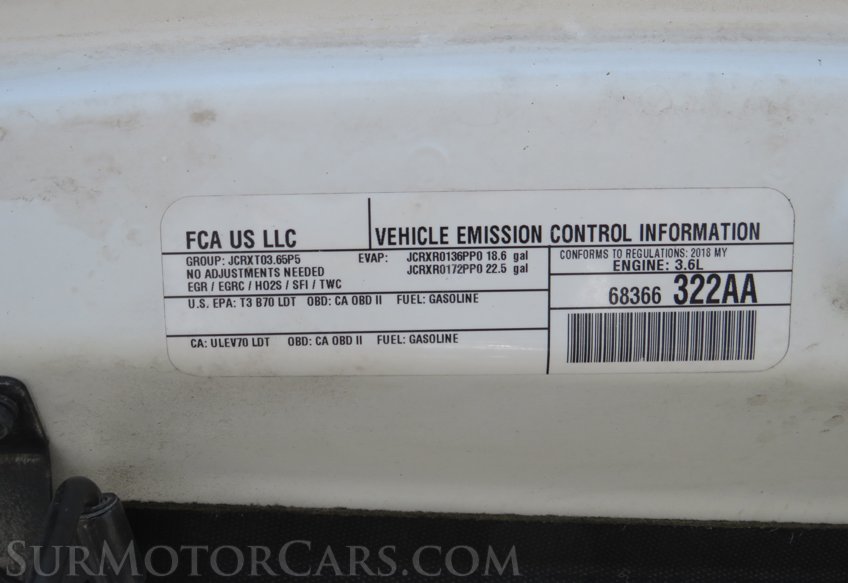 FCA US LLC
VEHICLE EMISSION CONTROL INFORMATION
GROUP: JCRXT03.65P5
NO ADJUSTMENTS NEEDED
EGR / EGRC / HO2S / SFI / TWC
EVAP: JCRXR0136PP0 18.6 gal
JCRXR0172PP0 22.5 gal
CONFORMS TO REGULATIONS: 2018 MY
ENGINE: 3.6L
U.S. EPA: T3 B70 LDT OBD: CA OBD II FUEL: GASOLINE
68366 322AA
CA: ULEV70 LDT OBD: CA OBD II FUEL: GASOLINE
SURMOTORCARS.COM